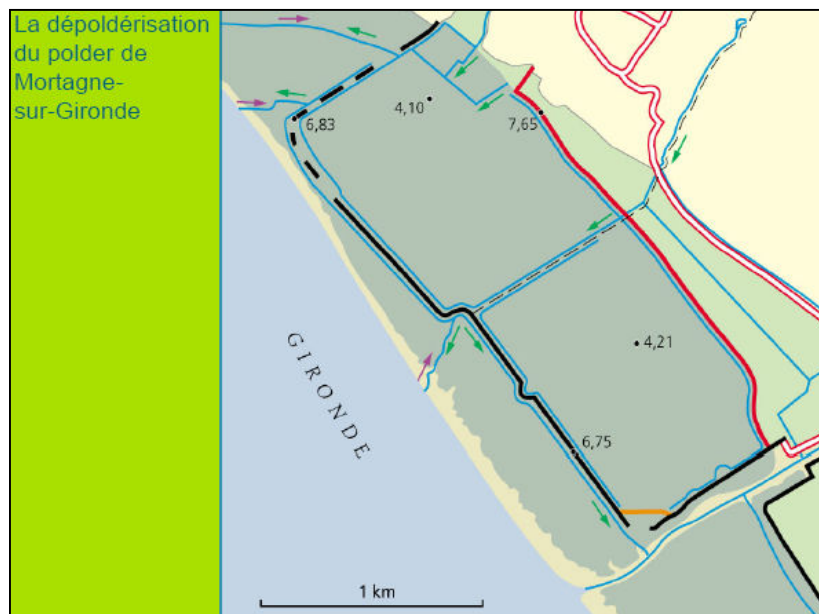 La dépoldérisation
du polder de
Mortagne-
sur-Gironde
4,10
6,83
7,65
4,21
GIRONDE
6,75
1 km